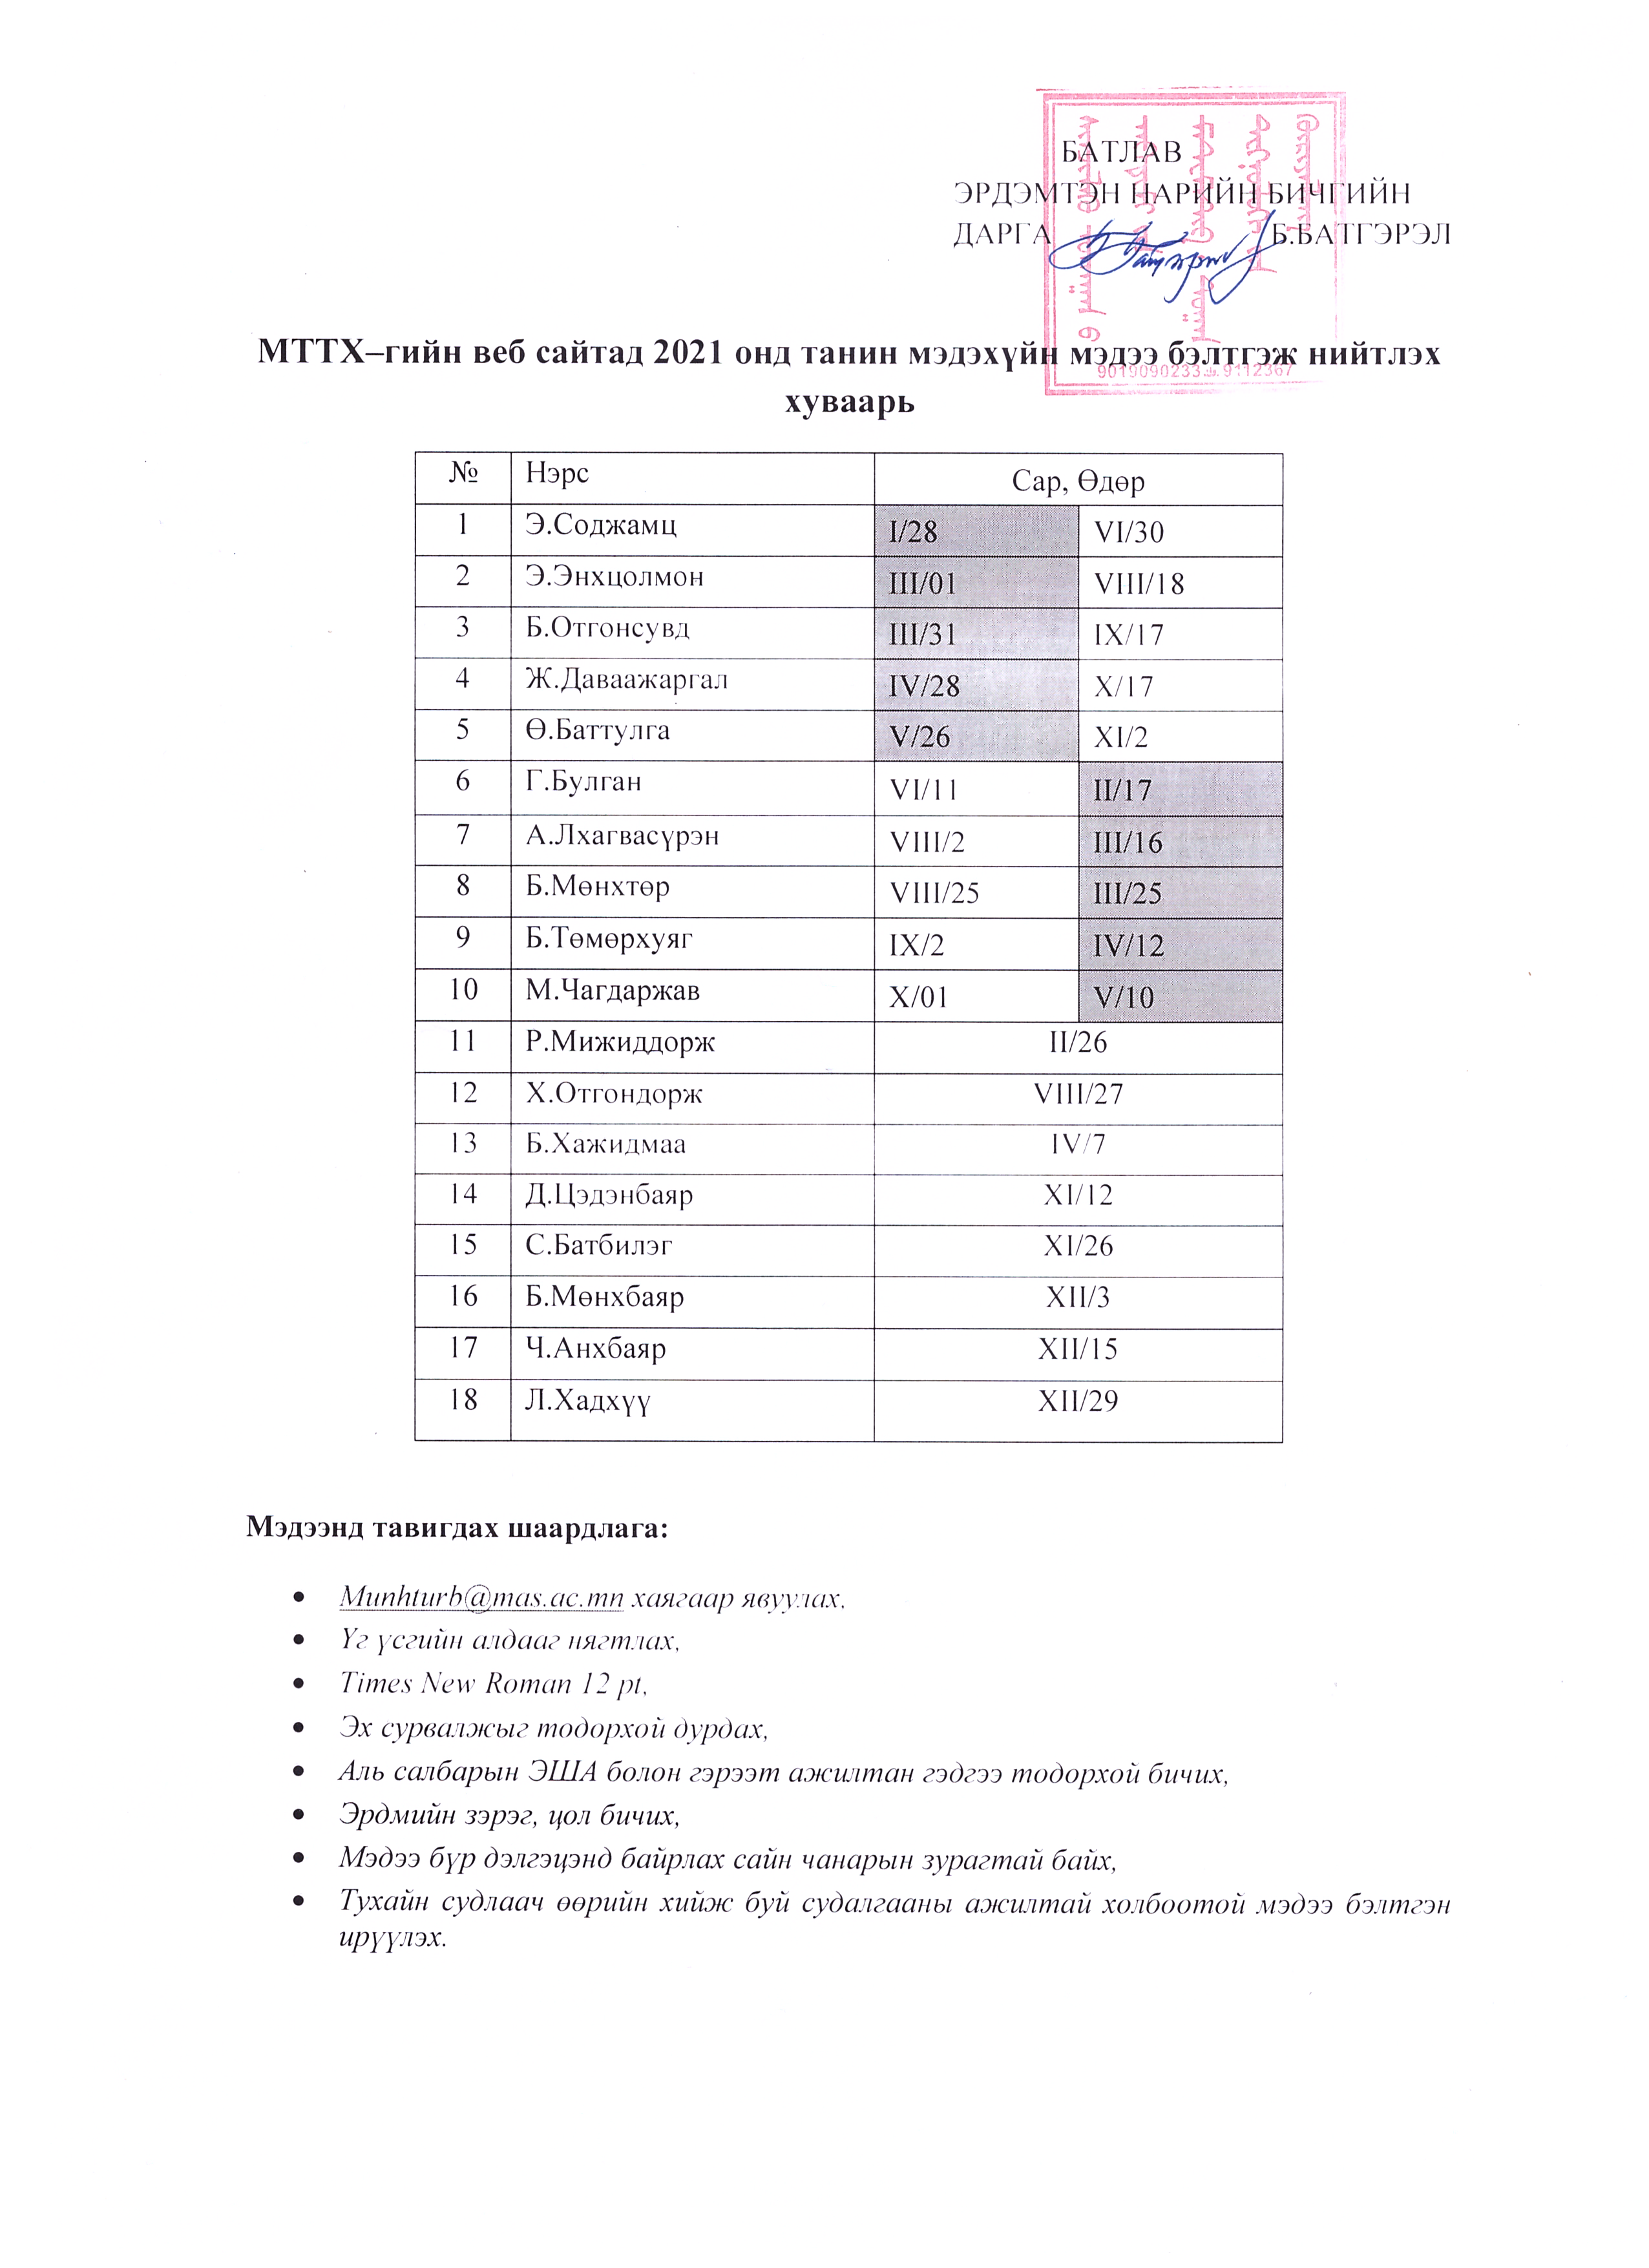 БАТЛАВ
ЭРДЭМТЭН НАРИЙН БИЧГИЙН
ДАРГА Б.БАТГЭРЭЛ
МТТХ–гийн веб сайтад 2021 онд танин мэдэхүйн мэдээ бэлтгэж нийтлэх
9019090233 9112367
хуваарь
№ Нэрс Сар, Өдөр
1 Э.Соджамц I/28 VI/30
2 Э.Энхцолмон III/01 VIII/18
3 Б.Отгонсувд III/31 IX/17
4 Ж.Даваажаргал IV/28 X/17
5 Ө.Баттулга V/26 XI/2
6 Г.Булган VI/11 II/17
7 А.Лхагвасүрэн VIII/2 III/16
8 Б.Мөнхтөр VIII/25 III/25
9 Б.Төмөрхуяг IX/2 IV/12
10 М.Чагдаржав X/01 V/10
11 Р.Мижиддорж II/26
12 Х.Отгондорж VIII/27
13 Б.Хажидмаа IV/7
14 Д.Цэдэнбаяр XI/12
15 С.Батбилэг XI/26
16 Б.Мөнхбаяр XII/3
17 Ч.Анхбаяр XII/15
18 Л.Хадхүү XII/29
Мэдээнд тавигдах шаардлага:
• Munhturb@mas.ac.mn хаягаар явуулах,
• Үг үсгийн алдааг нягтлах,
• Times New Roman 12 pt,
• Эх сурвалжыг тодорхой дурдах,
• Аль салбарын ЭША болон гэрээт ажилтан гэдгээ тодорхой бичих,
• Эрдмийн зэрэг, цол бичих,
• Мэдээ бүр дэлгэцэнд байрлах сайн чанарын зурагтай байх,
• Тухайн судлаач өөрийн хийж буй судалгааны ажилтай холбоотой мэдээ бэлтгэн
ирүүлэх.